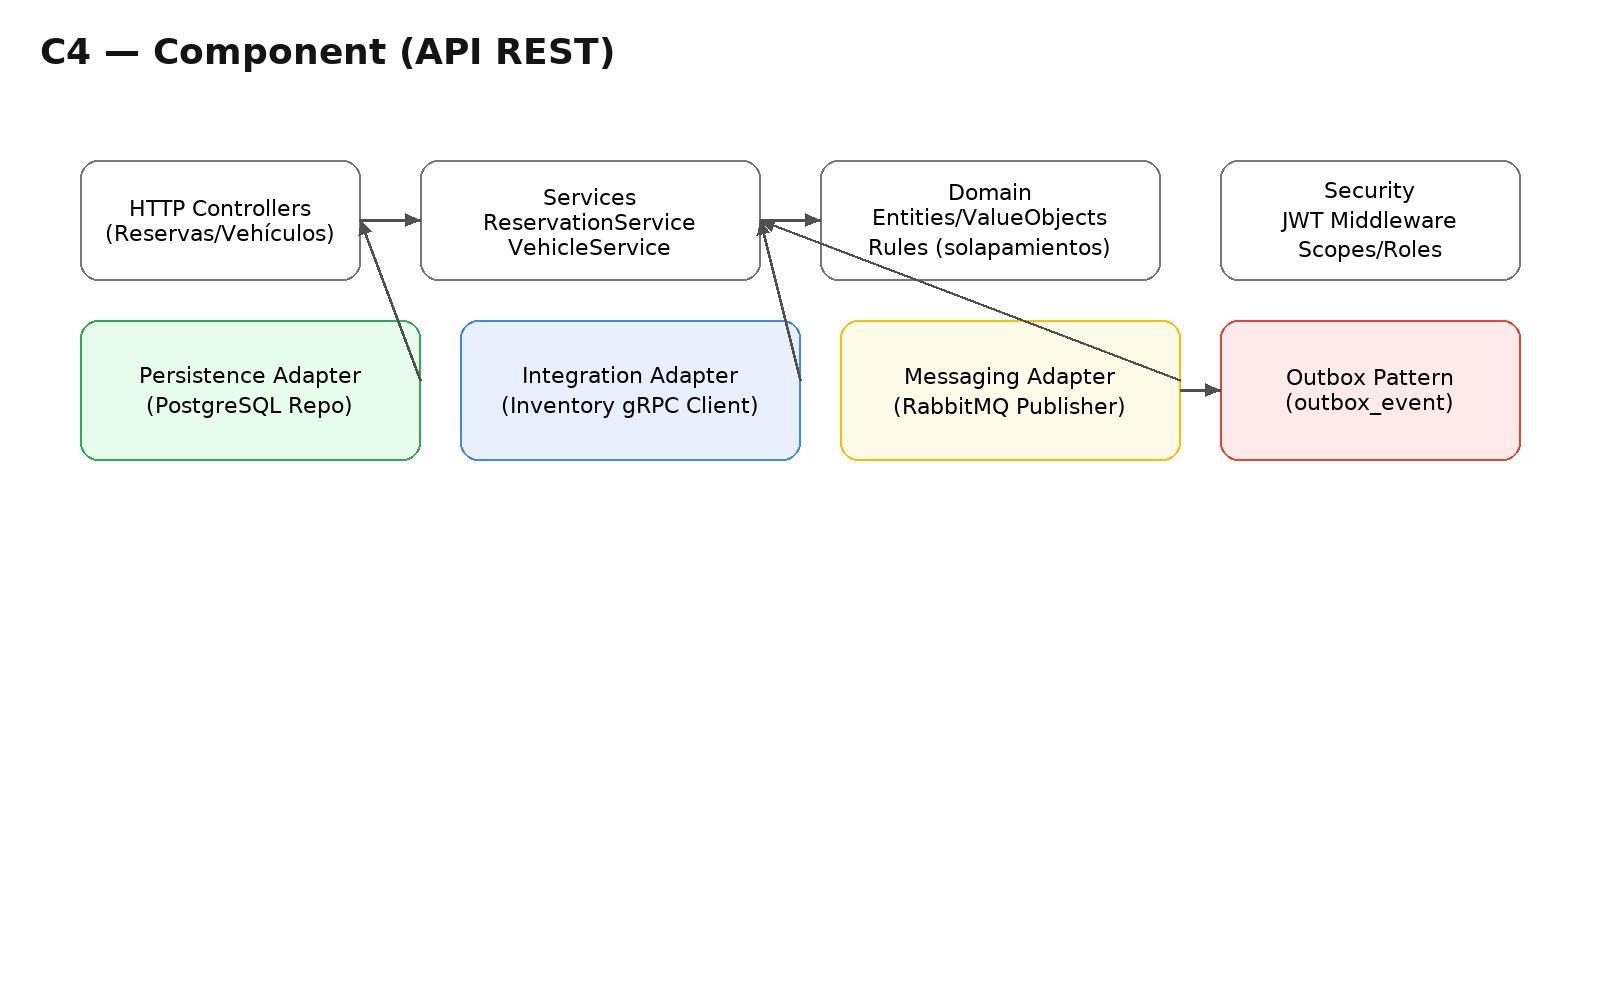 C4 — Component (API REST)
HTTP Controllers
(Reservas/Vehículos)
Services
ReservationService
VehicleService
Domain
Entities/ValueObjects
Rules (solapamientos)
Security
JWT Middleware
Scopes/Roles
Persistence Adapter
(PostgreSQL Repo)
Integration Adapter
(Inventory gRPC Client)
Messaging Adapter
(RabbitMQ Publisher)
Outbox Pattern
(outbox_event)